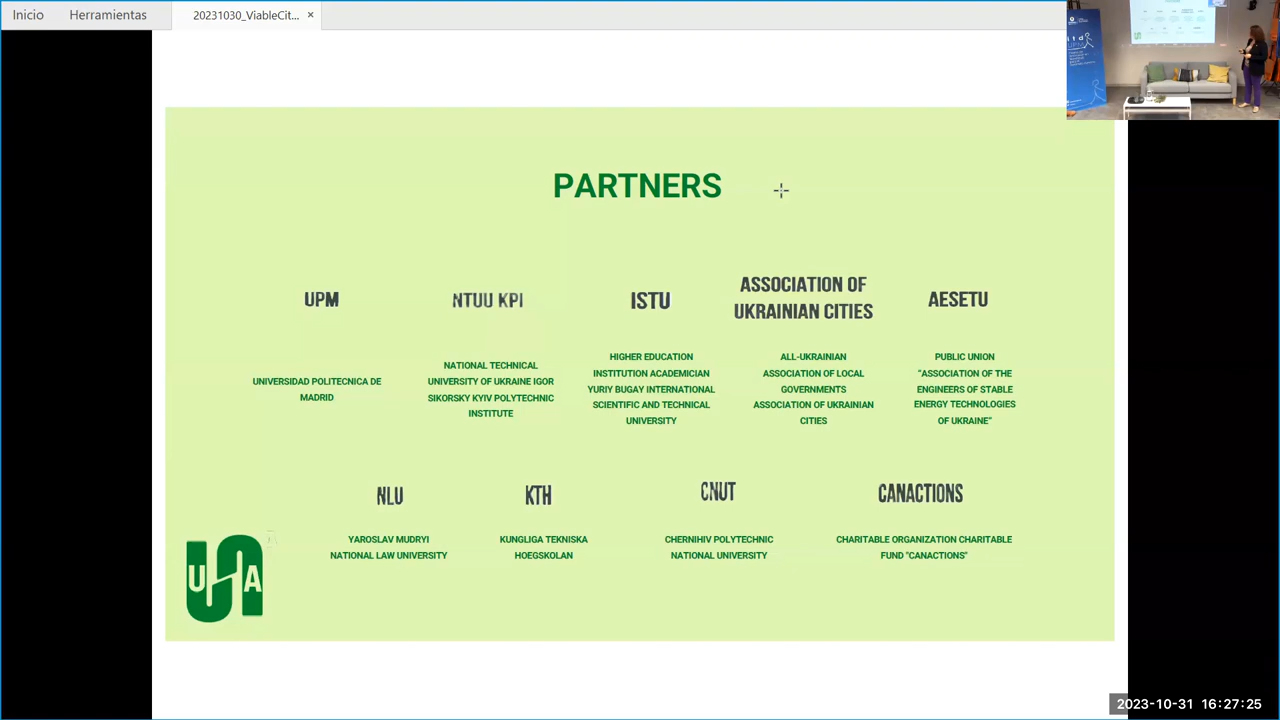 Inicio
Herramientas
20231030_ViableCit...
×
PARTNERS
UPM
UNIVERSIDAD POLITECNICA DE
MADRID
NTUU KPI
NATIONAL TECHNICAL
UNIVERSITY OF UKRAINE IGOR
SIKORSKY KYIV POLYTECHNIC
INSTITUTE
ISTU
HIGHER EDUCATION
INSTITUTION ACADEMICIAN
YURIY BUGAY INTERNATIONAL
SCIENTIFIC AND TECHNICAL
UNIVERSITY
ASSOCIATION OF
UKRAINIAN CITIES
ALL-UKRAINIAN
ASSOCIATION OF LOCAL
GOVERNMENTS
ASSOCIATION OF UKRAINIAN
CITIES
AESETU
PUBLIC UNION
“ASSOCIATION OF THE
ENGINEERS OF STABLE
ENERGY TECHNOLOGIES
OF UKRAINE”
NLU
YAROSLAV MUDRYI
NATIONAL LAW UNIVERSITY
KTH
KUNGLIGA TEKNISKA
HOEGSKOLAN
CNUT
CHERNIHIV POLYTECHNIC
NATIONAL UNIVERSITY
CANACTIONS
CHARITABLE ORGANIZATION CHARITABLE
FUND "CANACTIONS"
U A
2023-10-31 16:27:25